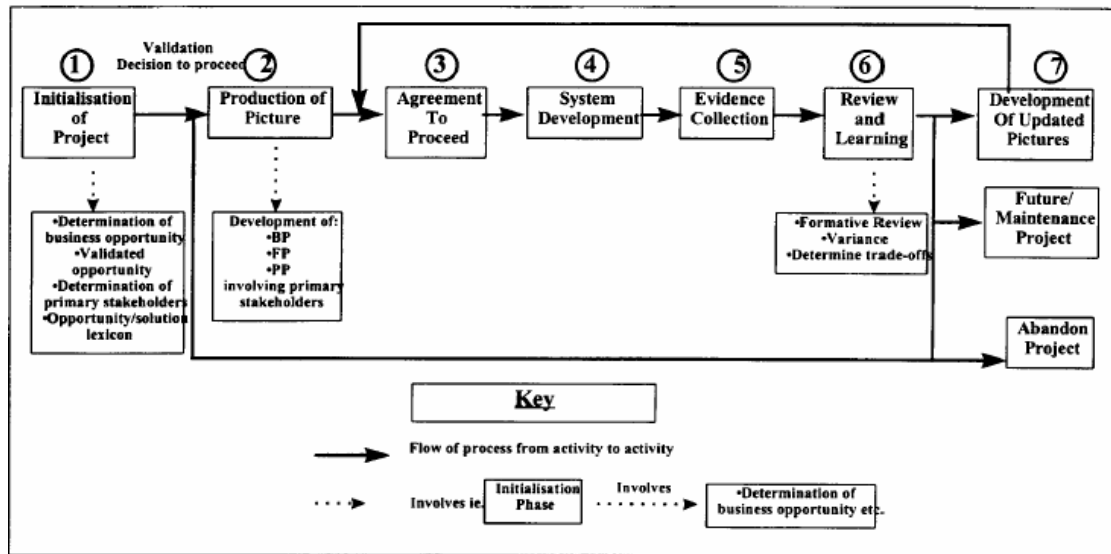 Validation
Decision to proceed
1
2
3
4
5
6
7
Initialisation
of
Project
Production of
Picture
Agreement
To
Proceed
System
Development
Evidence
Collection
Review
and
Learning
Development
Of Updated
Pictures
•Determination of
business opportunity
•Validated
opportunity
•Determination of
primary stakeholders
•Opportunity/solution
lexicon
Development of:
•BP
•FP
•PP
involving primary
stakeholders
•Formative Review
•Variance
•Determine trade-offs
Future/
Maintenance
Project
Abandon
Project
Key
Flow of process from activity to activity
Involves ie.
Initialisation
Phase
Involves
•Determination of
business opportunity etc.